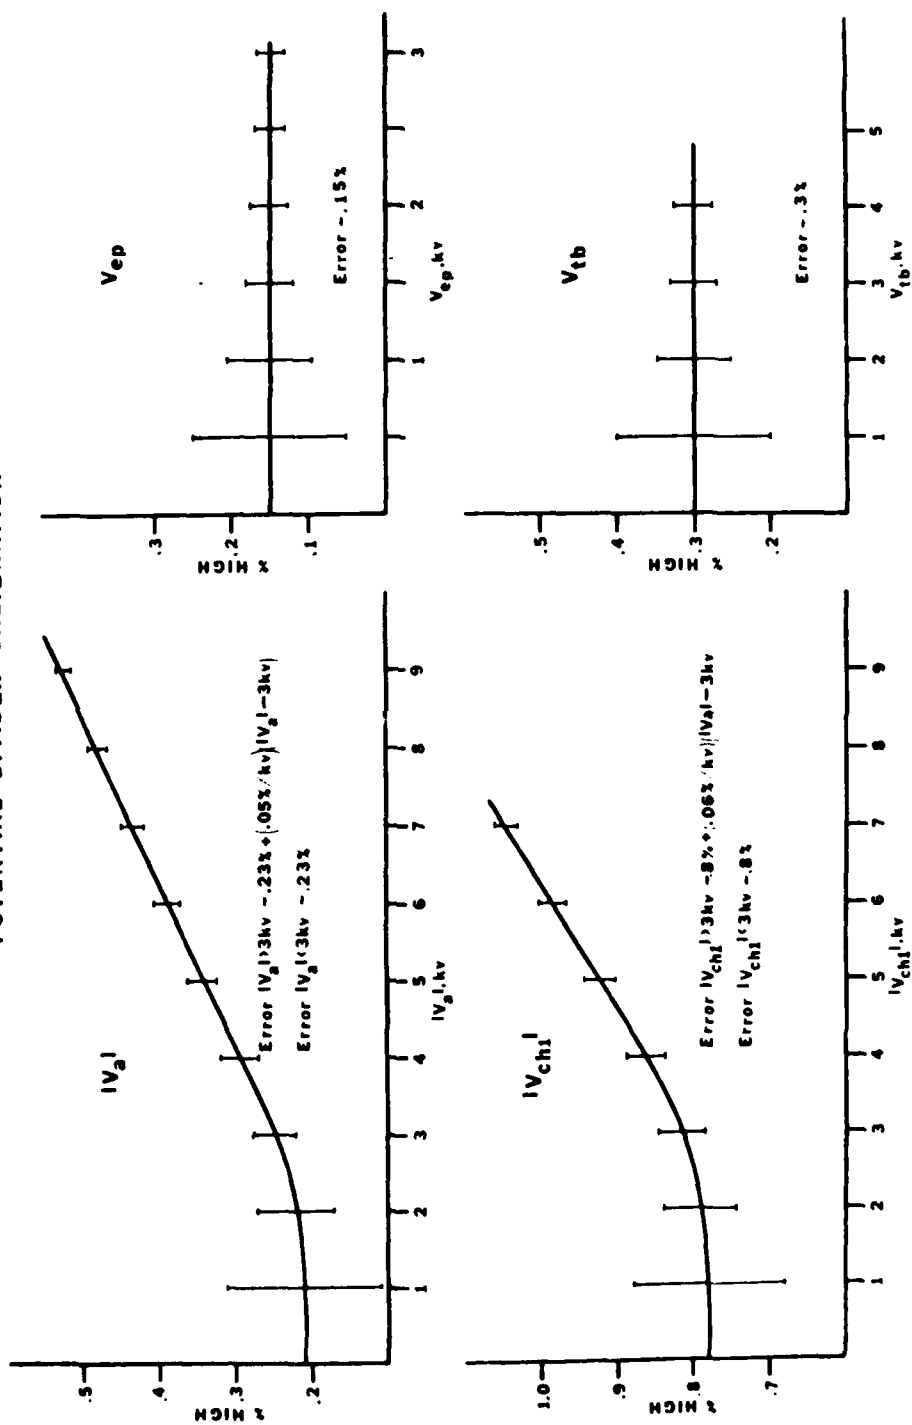 |Va|
.5
.4
.3
.2
% HIGH
Error |Va|>3kv -.23%+(.05%/kv)(|Va|-3kv)
Error |Va|<3kv -.23%
1 2 3 4 5 6 7 8 9
|Va|.kv
Vep
.3
.2
.1
% HIGH
Error -.15%
1 2 3
Vep.kv
|Vch1|
1.0
.9
.8
.7
% HIGH
Error |Vch1|>3kv -.8%+(.06%/kv)(|Va|-3kv
Error |Vch1|<3kv -.8%
1 2 3 4 5 6 7 8 9
|Vch1|.kv
Vtb
.5
.4
.3
.2
% HIGH
Error -.3%
1 2 3 4 5
Vtb.kv